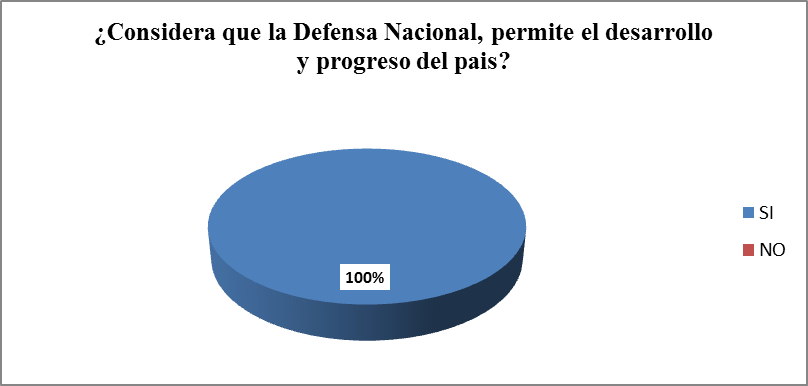 ¿Considera que la Defensa Nacional, permite el desarrollo
y progreso del pais?
SI
NO
100%